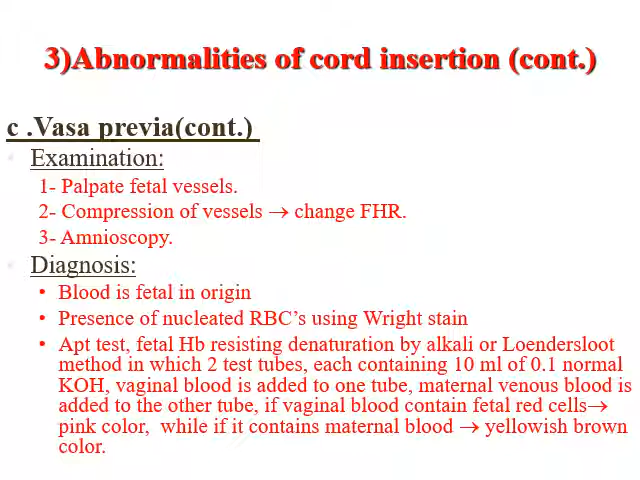 3)Abnormalities of cord insertion (cont.)
c .Vasa previa(cont.)
• Examination:
1- Palpate fetal vessels.
2- Compression of vessels → change FHR.
3- Amnioscopy.
• Diagnosis:
• Blood is fetal in origin
• Presence of nucleated RBC’s using Wright stain
• Apt test, fetal Hb resisting denaturation by alkali or Loendersloot
method in which 2 test tubes, each containing 10 ml of 0.1 normal
KOH, vaginal blood is added to one tube, maternal venous blood is
added to the other tube, if vaginal blood contain fetal red cells→
pink color, while if it contains maternal blood → yellowish brown
color.